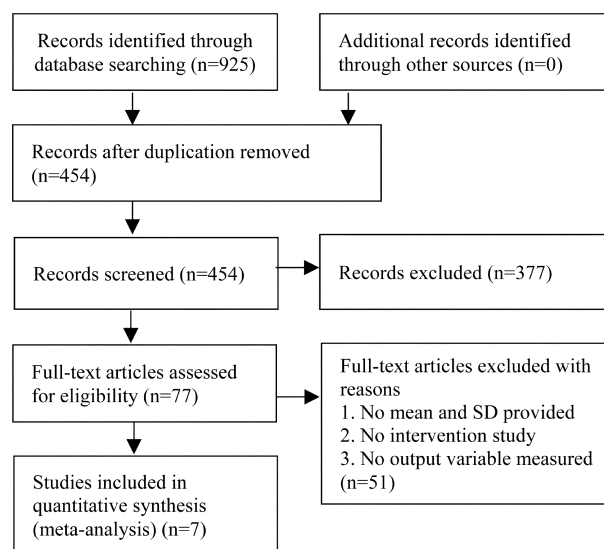 Records identified through
database searching (n=925)
Additional records identified
through other sources (n=0)
Records after duplication removed
(n=454)
Records screened (n=454)
Records excluded (n=377)
Full-text articles assessed
for eligibility (n=77)
Full-text articles excluded with
reasons
1. No mean and SD provided
2. No intervention study
3. No output variable measured
(n=51)
Studies included in
quantitative synthesis
(meta-analysis) (n=7)